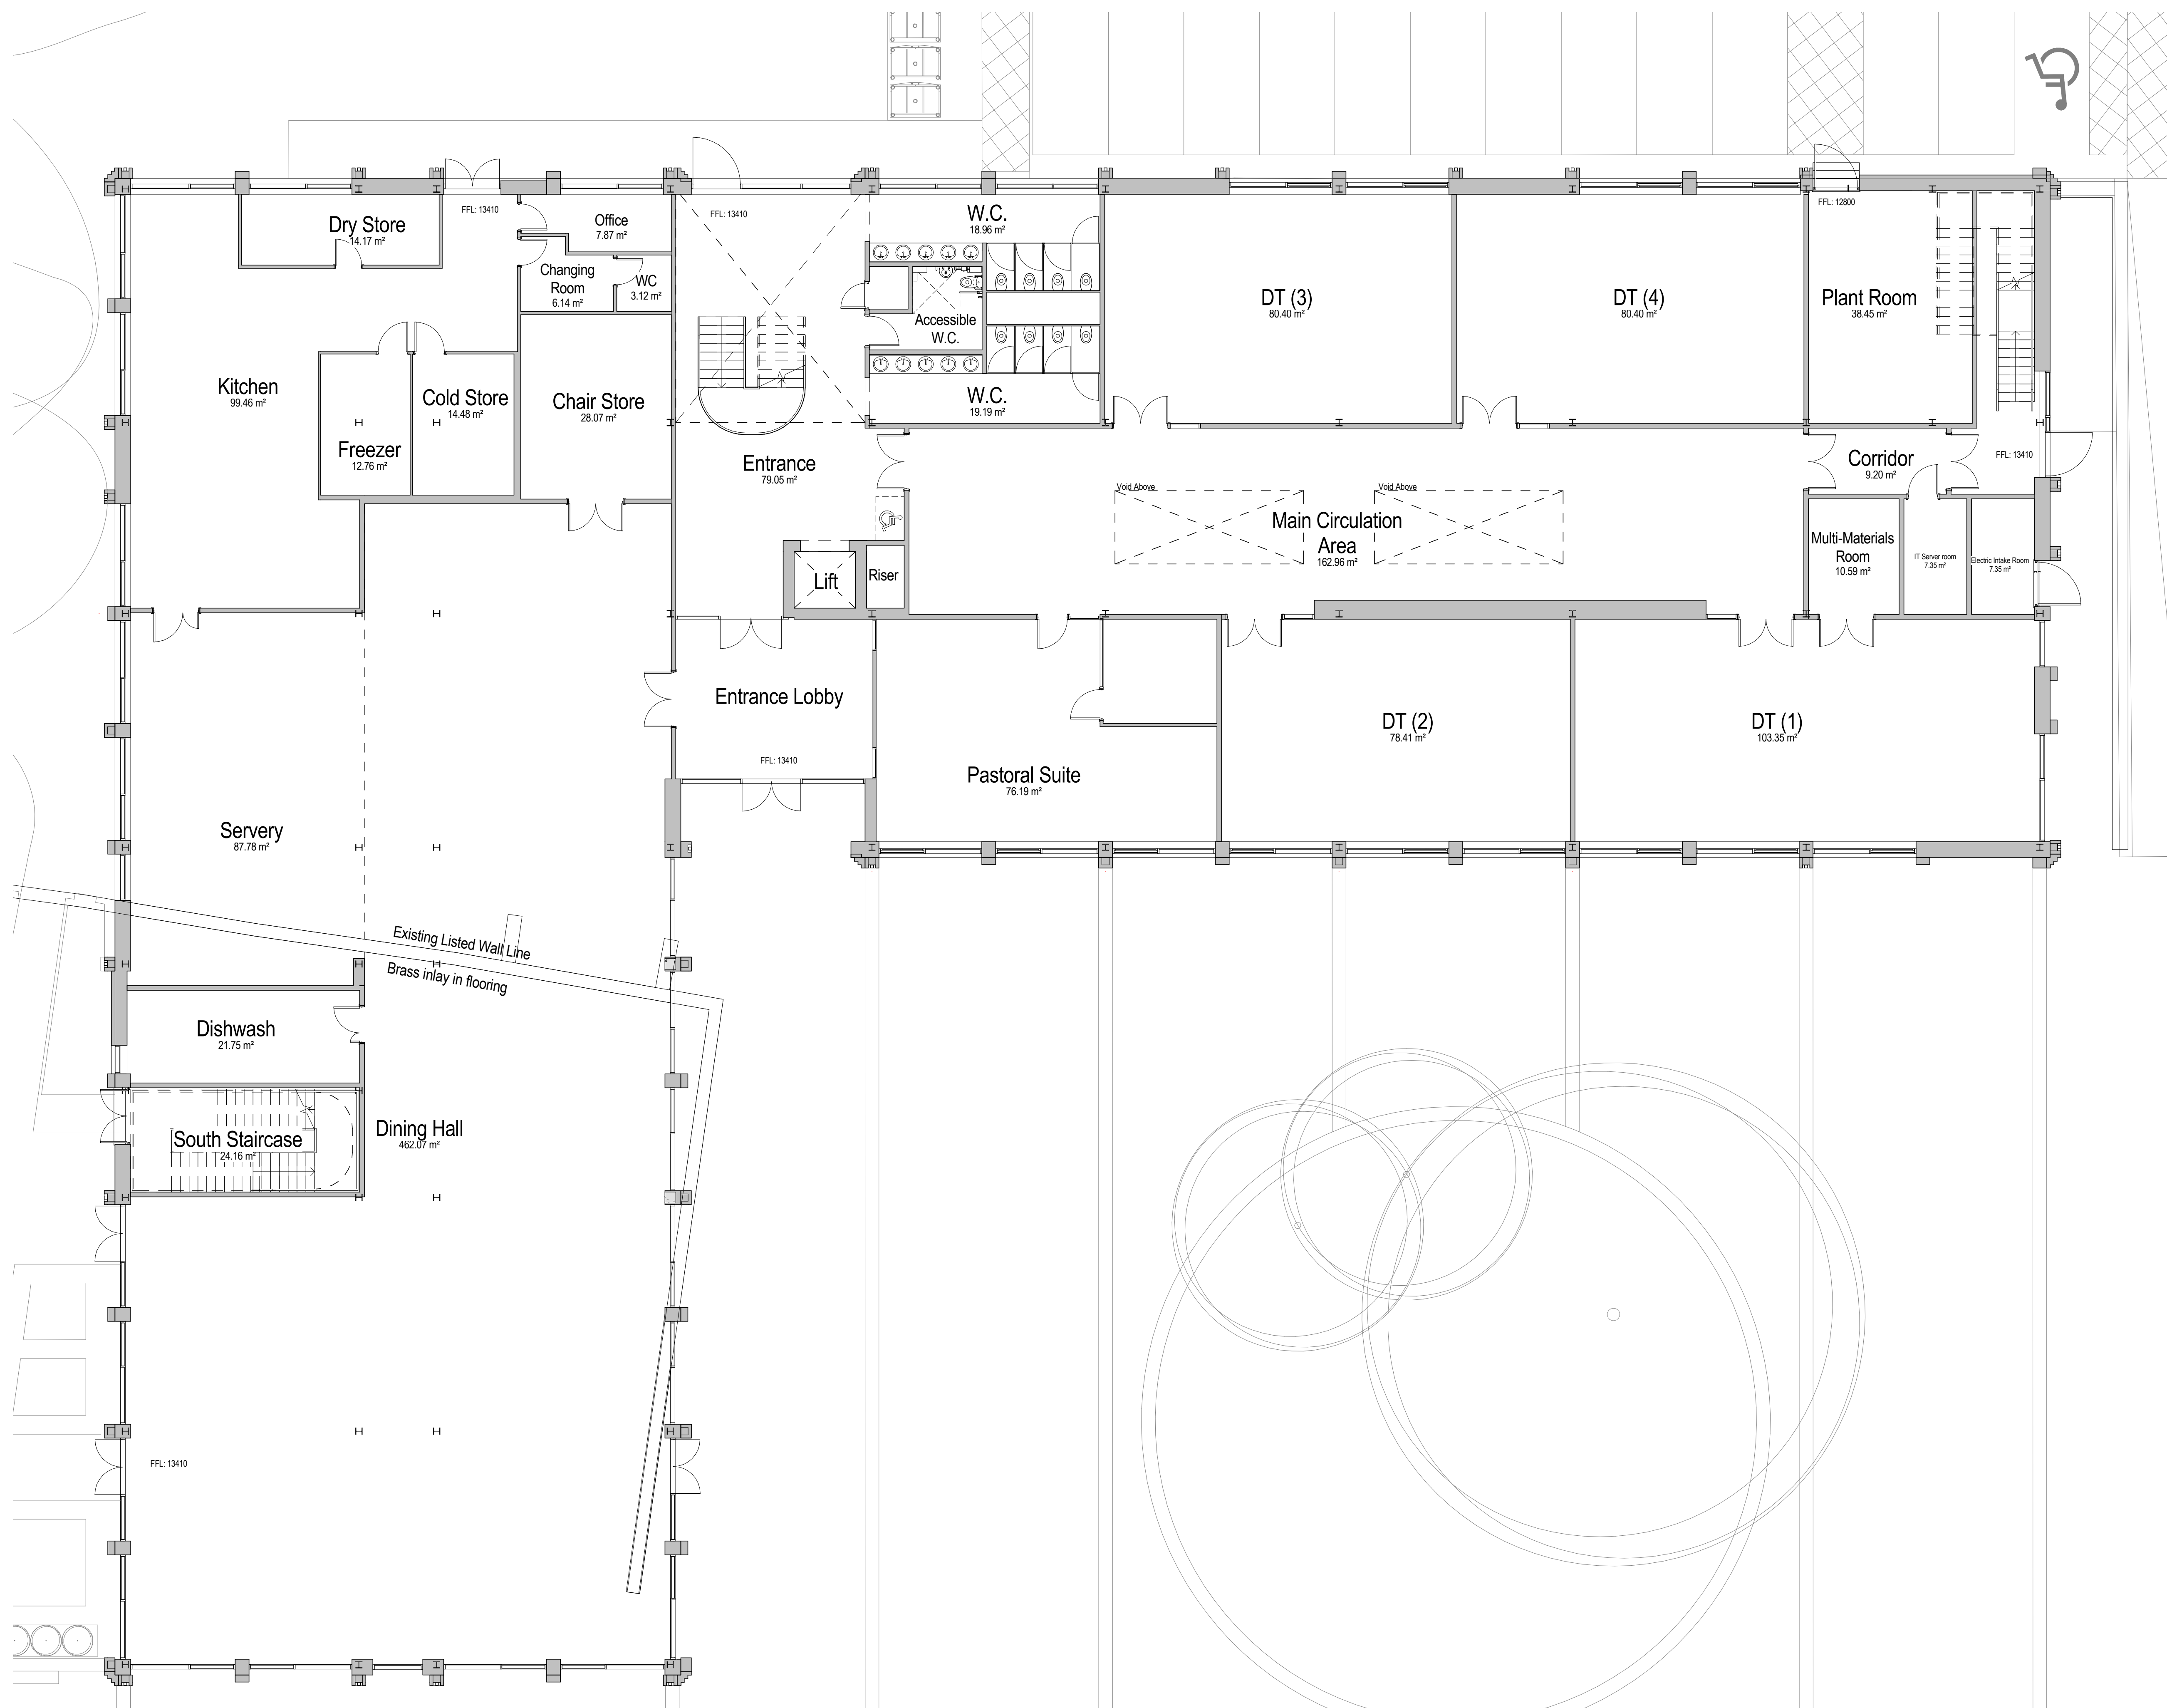 Dry Store
14.17 m²
FFL: 13410
Office
7.87 m²
Changing
Room
6.14 m²
WC
3.12 m²
FFL: 13410
W.C.
18.96 m²
Accessible
W.C.
W.C.
19.19 m²
DT (3)
80.40 m²
DT (4)
80.40 m²
FFL: 12800
Plant Room
38.45 m²
Kitchen
99.46 m²
Freezer
12.76 m²
Cold Store
14.48 m²
Chair Store
28.07 m²
Entrance
79.05 m²
Corridor
9.20 m²
FFL: 13410
Void Above
Void Above
Main Circulation
Area
162.96 m²
Lift
Riser
Multi-Materials
Room
10.59 m²
IT Server room
7.35 m²
Electric Intake Room
7.35 m²
Entrance Lobby
FFL: 13410
Pastoral Suite
76.19 m²
DT (2)
78.41 m²
DT (1)
103.35 m²
Servery
87.78 m²
Existing Listed Wall Line
Brass inlay in flooring
Dishwash
21.75 m²
South Staircase
24.16 m²
Dining Hall
462.07 m²
FFL: 13410